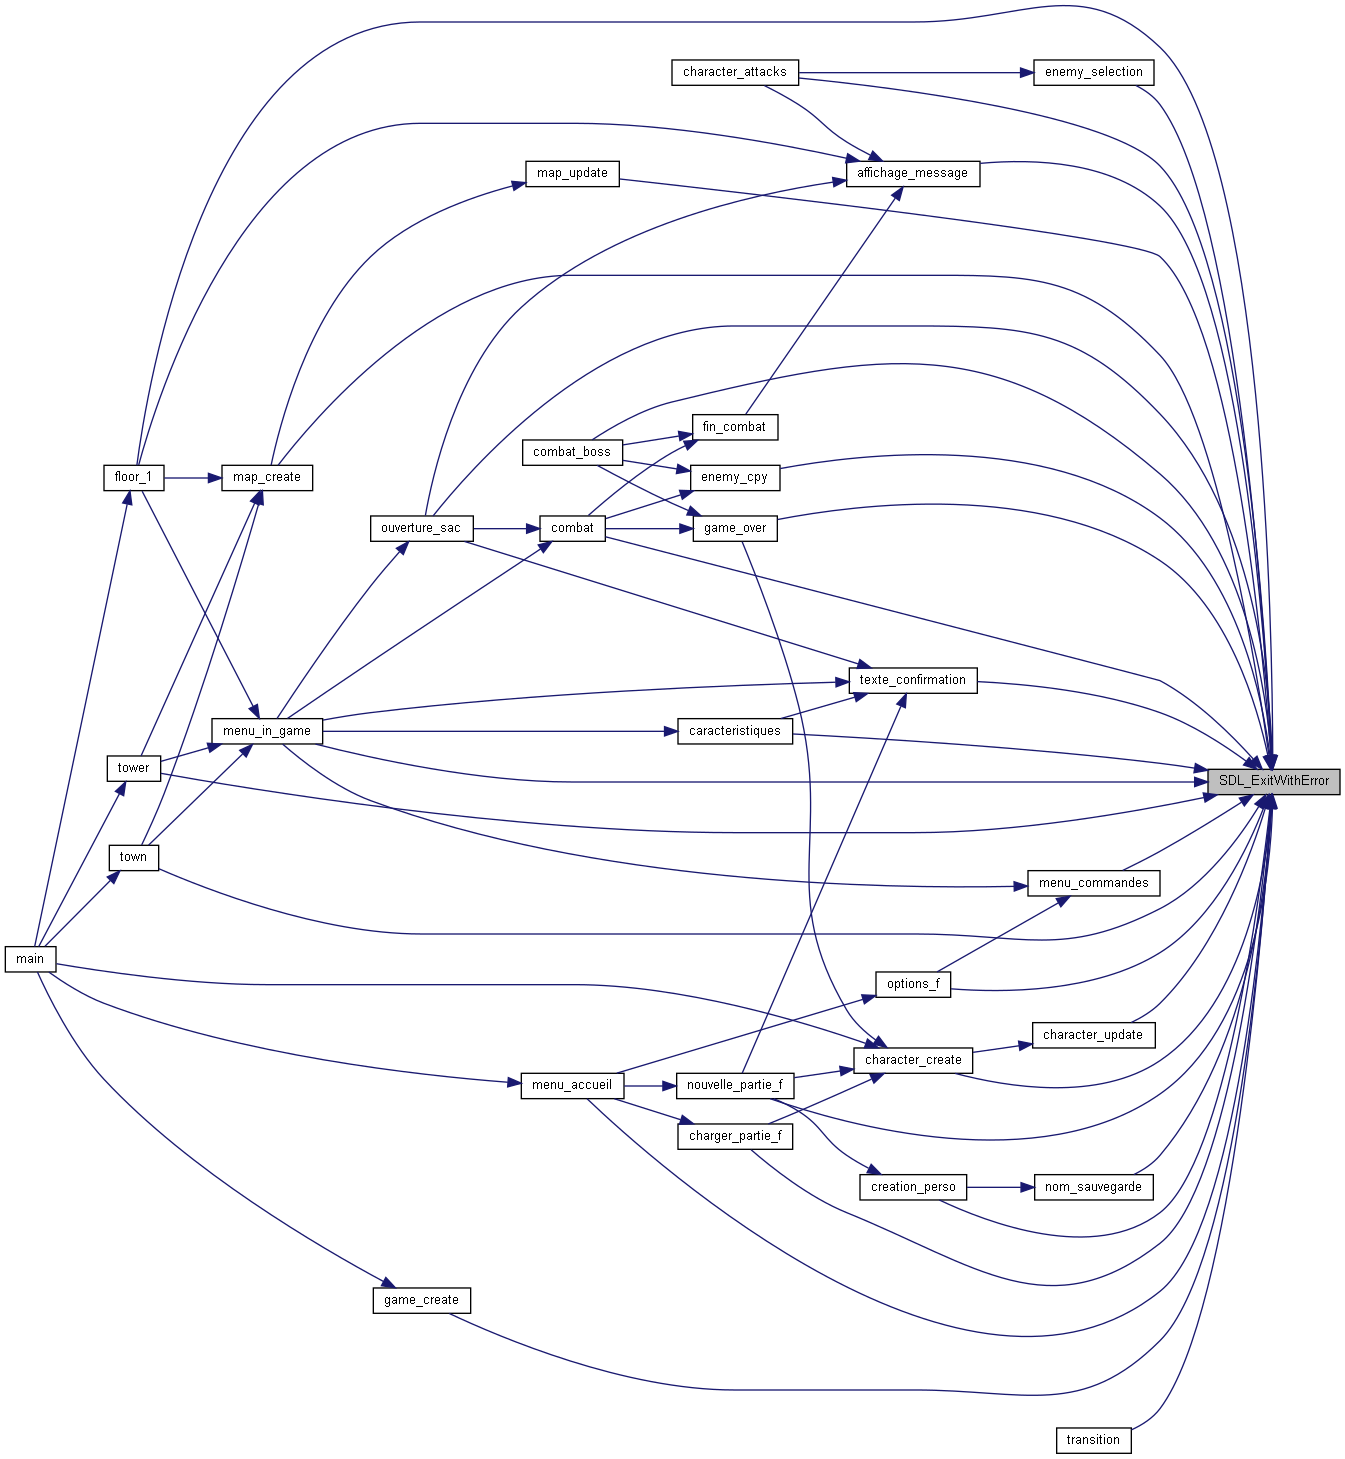 character_attacks
enemy_selection
map_update
affichage_message
fin_combat
combat_boss
floor_1
map_create
enemy_cpy
ouverture_sac
combat
game_over
texte_confirmation
menu_in_game
caracteristiques
tower
SDL_ExitWithError
town
menu_commandes
main
options_f
character_update
character_create
menu_accueil
nouvelle_partie_f
charger_partie_f
creation_perso
nom_sauvegarde
game_create
transition